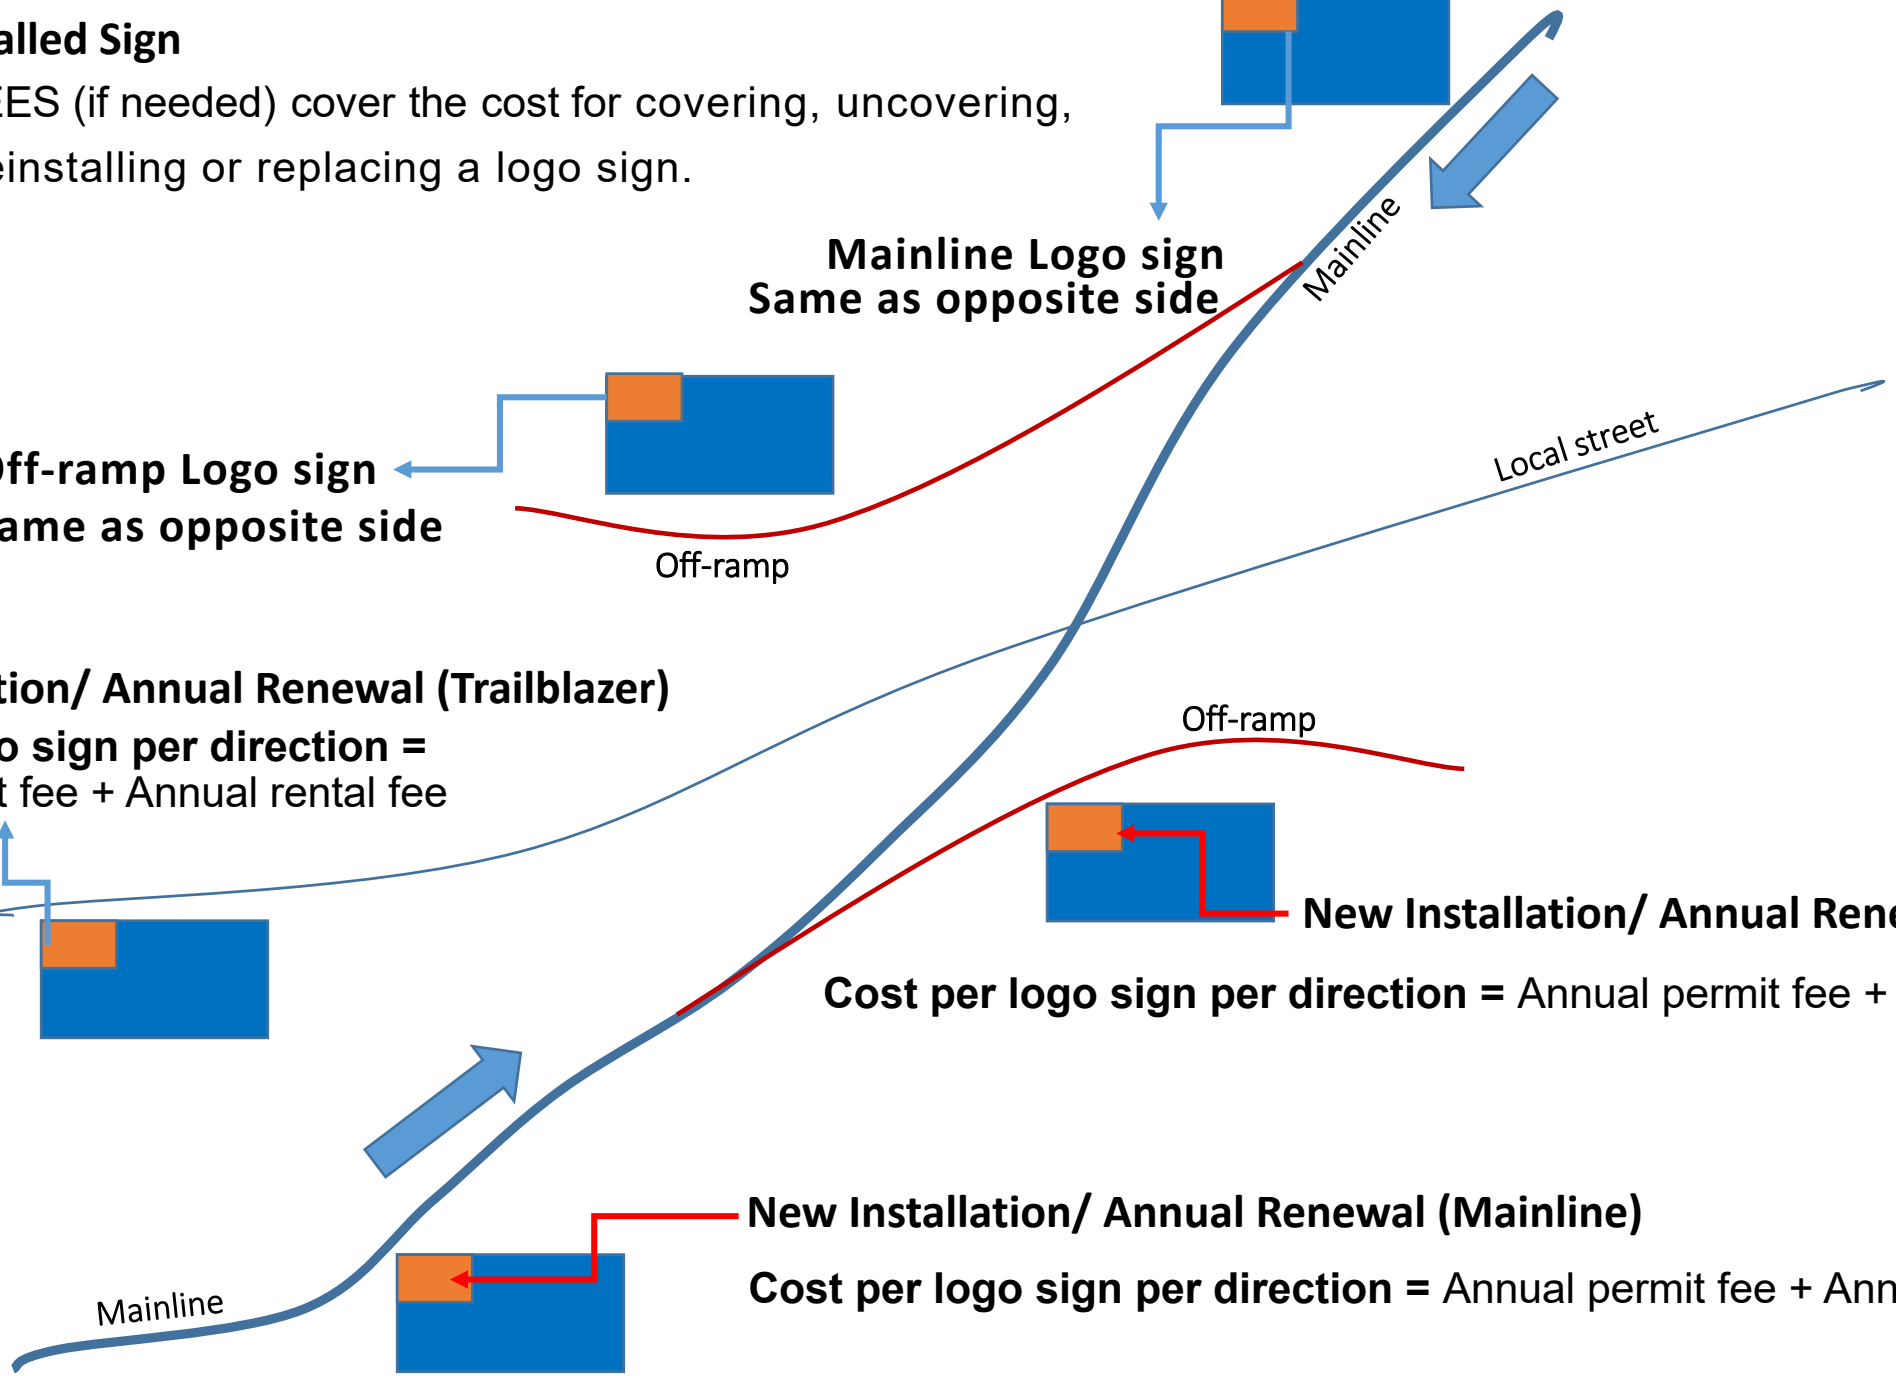 alled Sign
EES (if needed) cover the cost for covering, uncovering,
einstalling or replacing a logo sign.
Mainline
Mainline Logo sign
Same as opposite side
Local street
Off-ramp Logo sign
ame as opposite side
Off-ramp
tion/ Annual Renewal (Trailblazer)
o sign per direction =
t fee + Annual rental fee
Off-ramp
New Installation/ Annual Rene
Cost per logo sign per direction = Annual permit fee +
New Installation/ Annual Renewal (Mainline)
Cost per logo sign per direction = Annual permit fee + Ann
Mainline